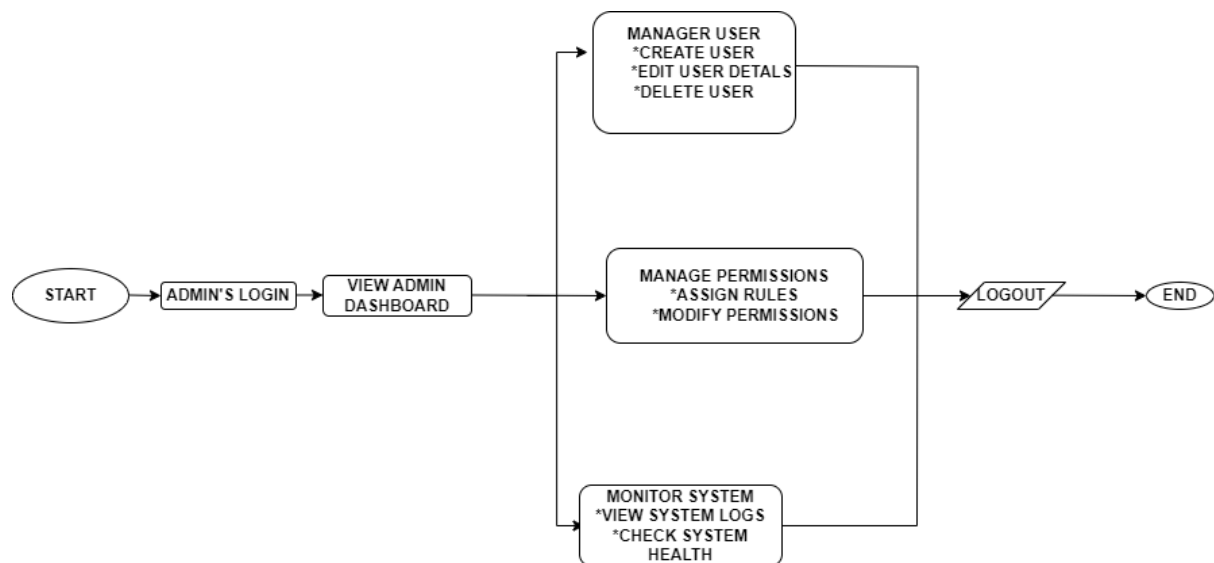 START
ADMIN'S LOGIN
VIEW ADMIN
DASHBOARD
MANAGER USER
*CREATE USER
*EDIT USER DETALS
*DELETE USER
MANAGE PERMISSIONS
*ASSIGN RULES
*MODIFY PERMISSIONS
MONITOR SYSTEM
*VIEW SYSTEM LOGS
*CHECK SYSTEM
HEALTH
LOGOUT
END